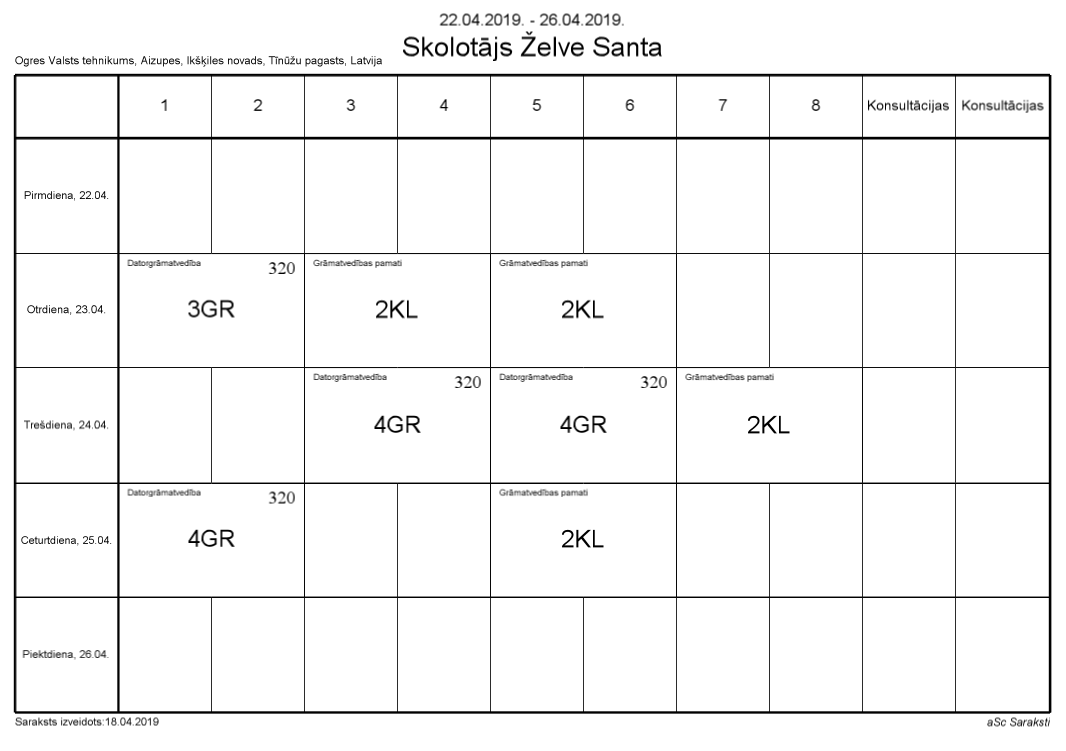 22.04.2019. - 26.04.2019.
Skolotājs Želve Santa
Ogres Valsts tehnikums, Aizupes, Ikšķiles novads, Tīnūžu pagasts, Latvija
1 2 3 4 5 6 7 8 Konsultācijas Konsultācijas
Pirmdiena, 22.04.
Datorgrāmatvedība 320 Grāmatvedības pamati Grāmatvedības pamati
Otrdiena, 23.04. 3GR 2KL 2KL
Datorgrāmatvedība 320 Datorgrāmatvedība 320 Grāmatvedības pamati
Trešdiena, 24.04. 4GR 4GR 2KL
Datorgrāmatvedība 320 Grāmatvedības pamati
Ceturtdiena, 25.04. 4GR 2KL
Piektdiena, 26.04.
Saraksts izveidots:18.04.2019 aSc Saraksti